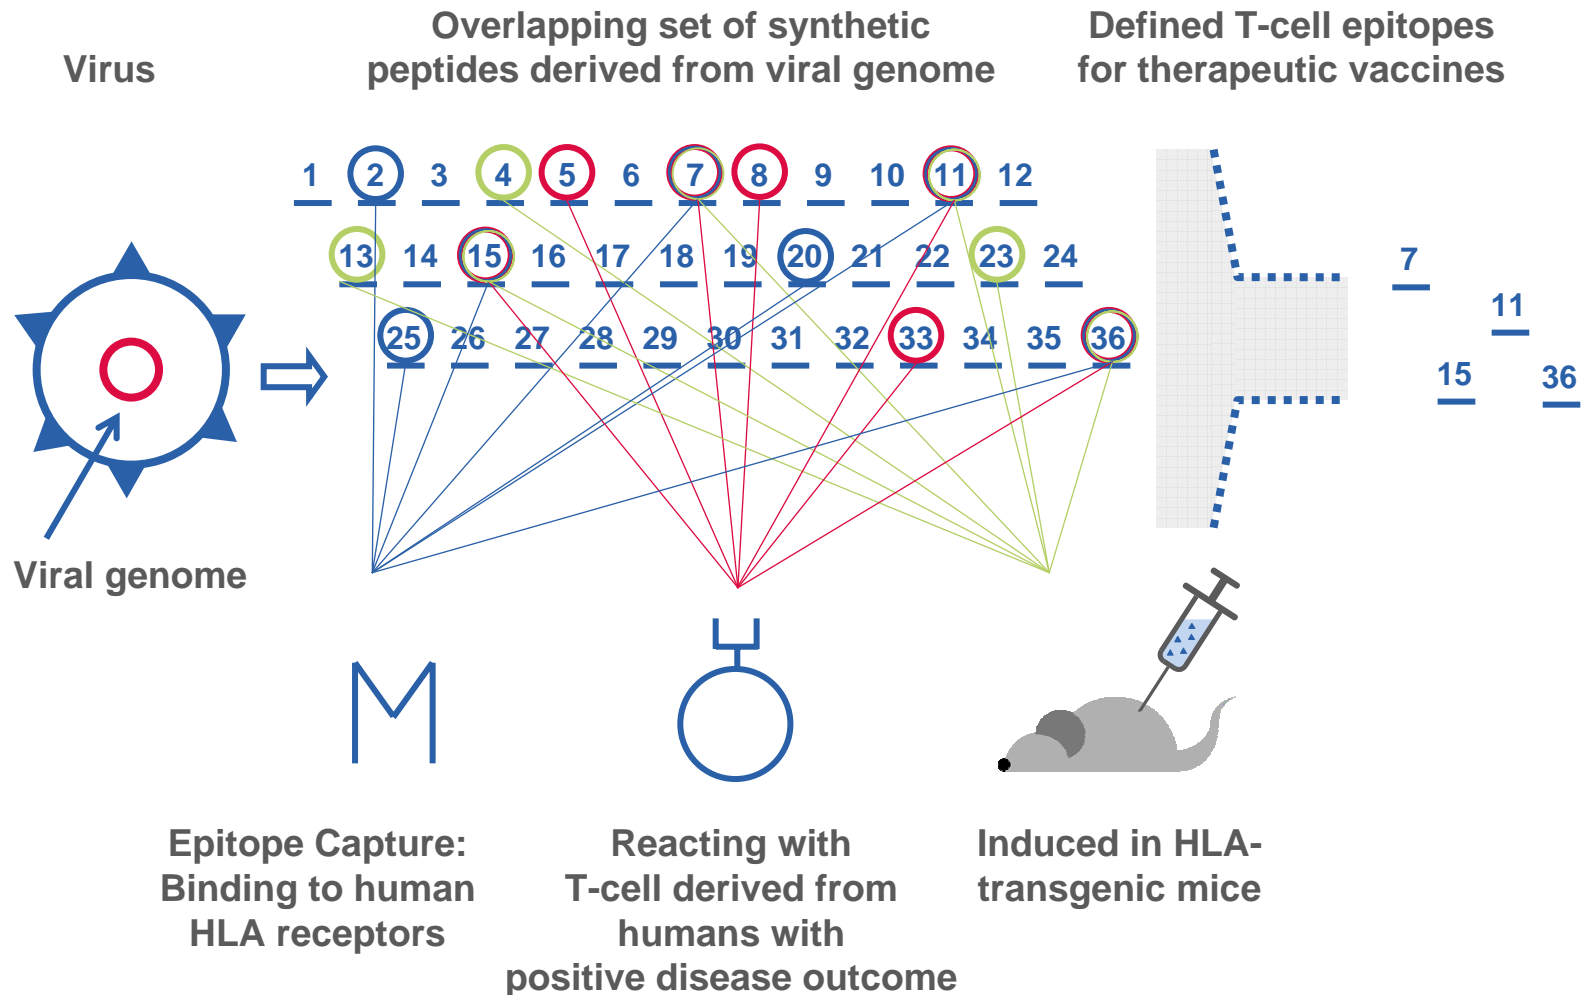 Virus
Overlapping set of synthetic
peptides derived from viral genome
Defined T-cell epitopes
for therapeutic vaccines
1 2 3 4 5 6 7 8 9 10 11 12
13 14 15 16 17 18 19 20 21 22 23 24
25 26 27 28 29 30 31 32 33 34 35 36
7
11
15
36
Viral genome
Epitope Capture:
Binding to human
HLA receptors
Reacting with
T-cell derived from
humans with
positive disease outcome
Induced in HLA-
transgenic mice